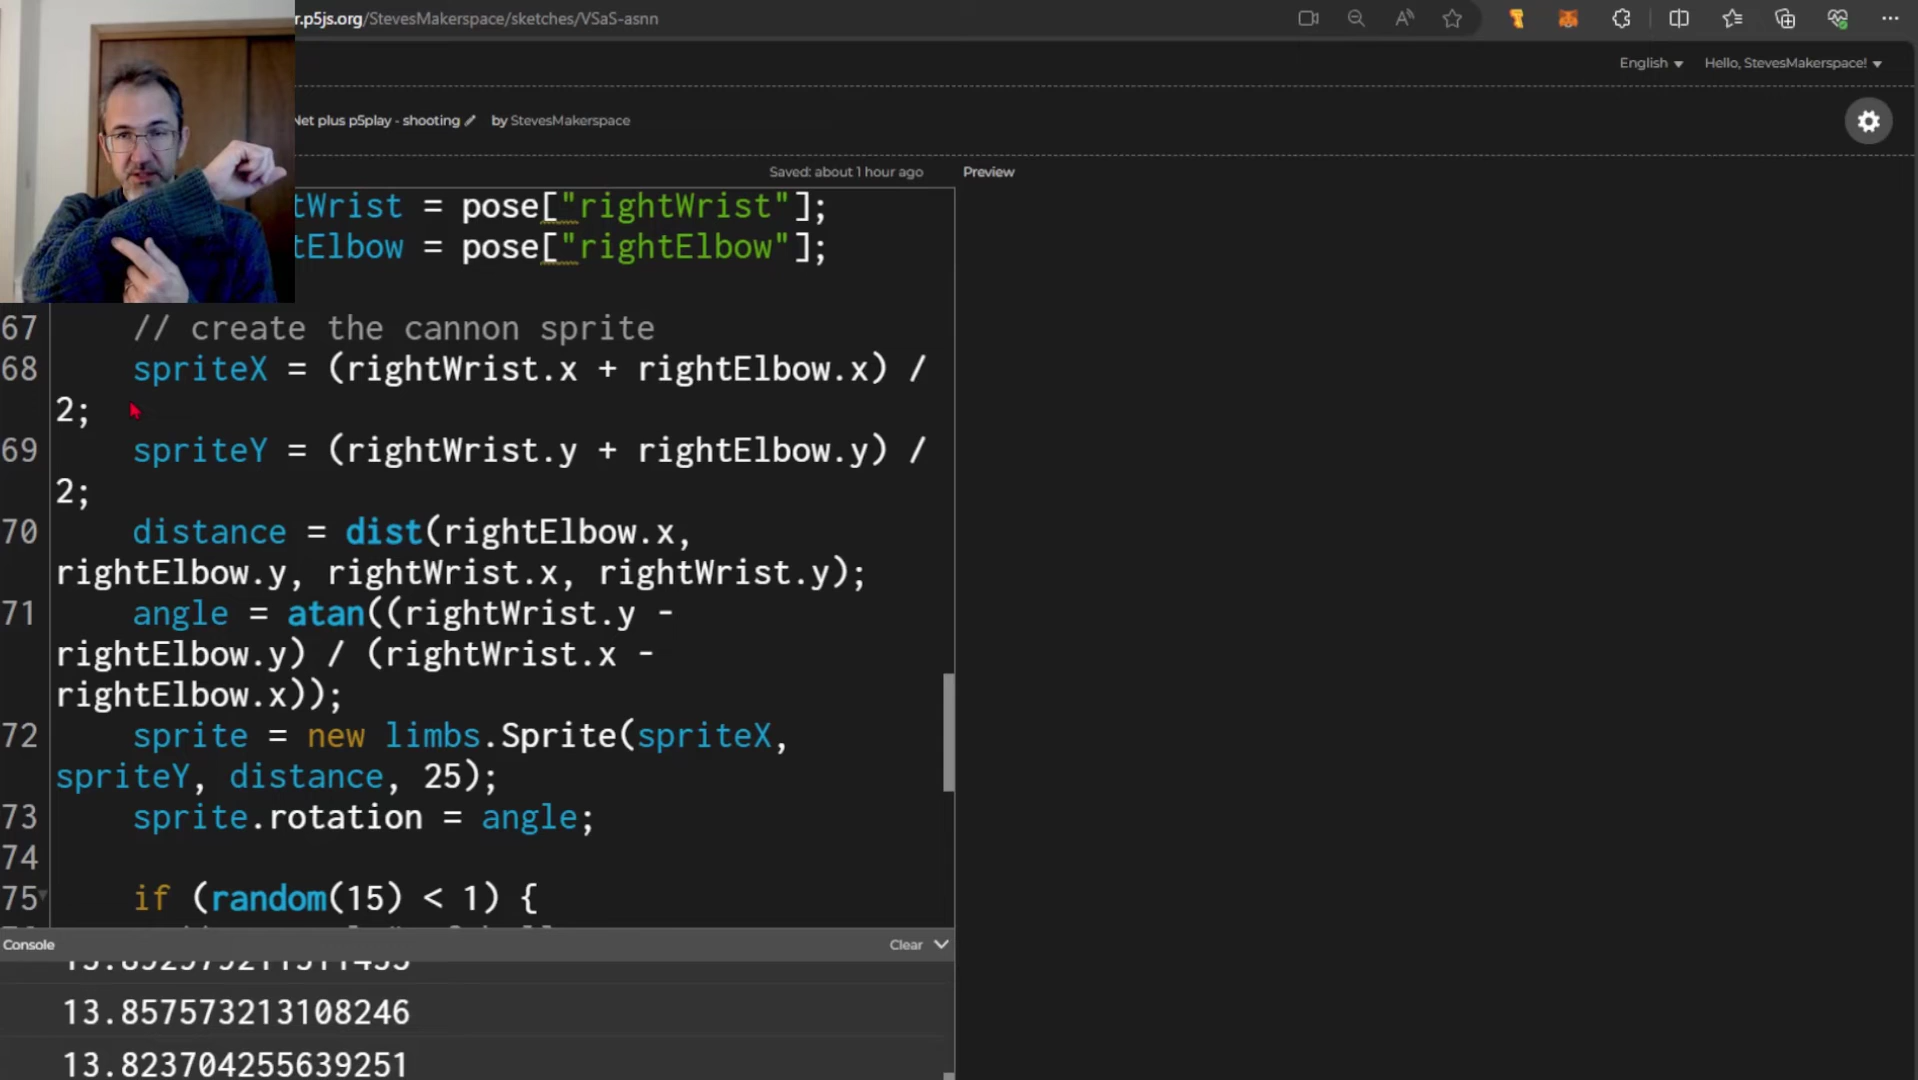 r.p5js.org/StevesMakerspace/sketches/VSaS-asnn
English
Hello, StevesMakerspace!
Net plus p5play - shooting by StevesMakerspace
Saved: about 1 hour ago
Preview
tWrist = pose["rightWrist"];
tElbow = pose["rightElbow"];
67 // create the cannon sprite
68 spriteX = (rightWrist.x + rightElbow.x) /
2;
69 spriteY = (rightWrist.y + rightElbow.y) /
2;
70 distance = dist(rightElbow.x,
rightElbow.y, rightWrist.x, rightWrist.y);
71 angle = atan((rightWrist.y -
rightElbow.y) / (rightWrist.x -
rightElbow.x));
72 sprite = new limbs.Sprite(spriteX,
spriteY, distance, 25);
73 sprite.rotation = angle;
74
75 if (random(15) < 1) {
Console
Clear
13.857573213108246
13.823704255639251